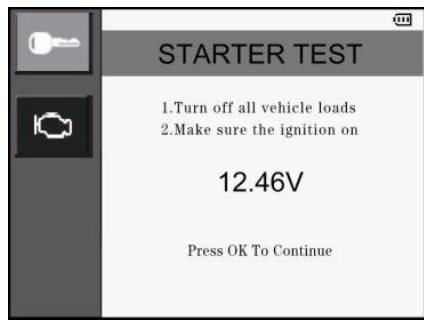 STARTER TEST
1.Turn off all vehicle loads
2.Make sure the ignition on
12.46V
Press OK To Continue